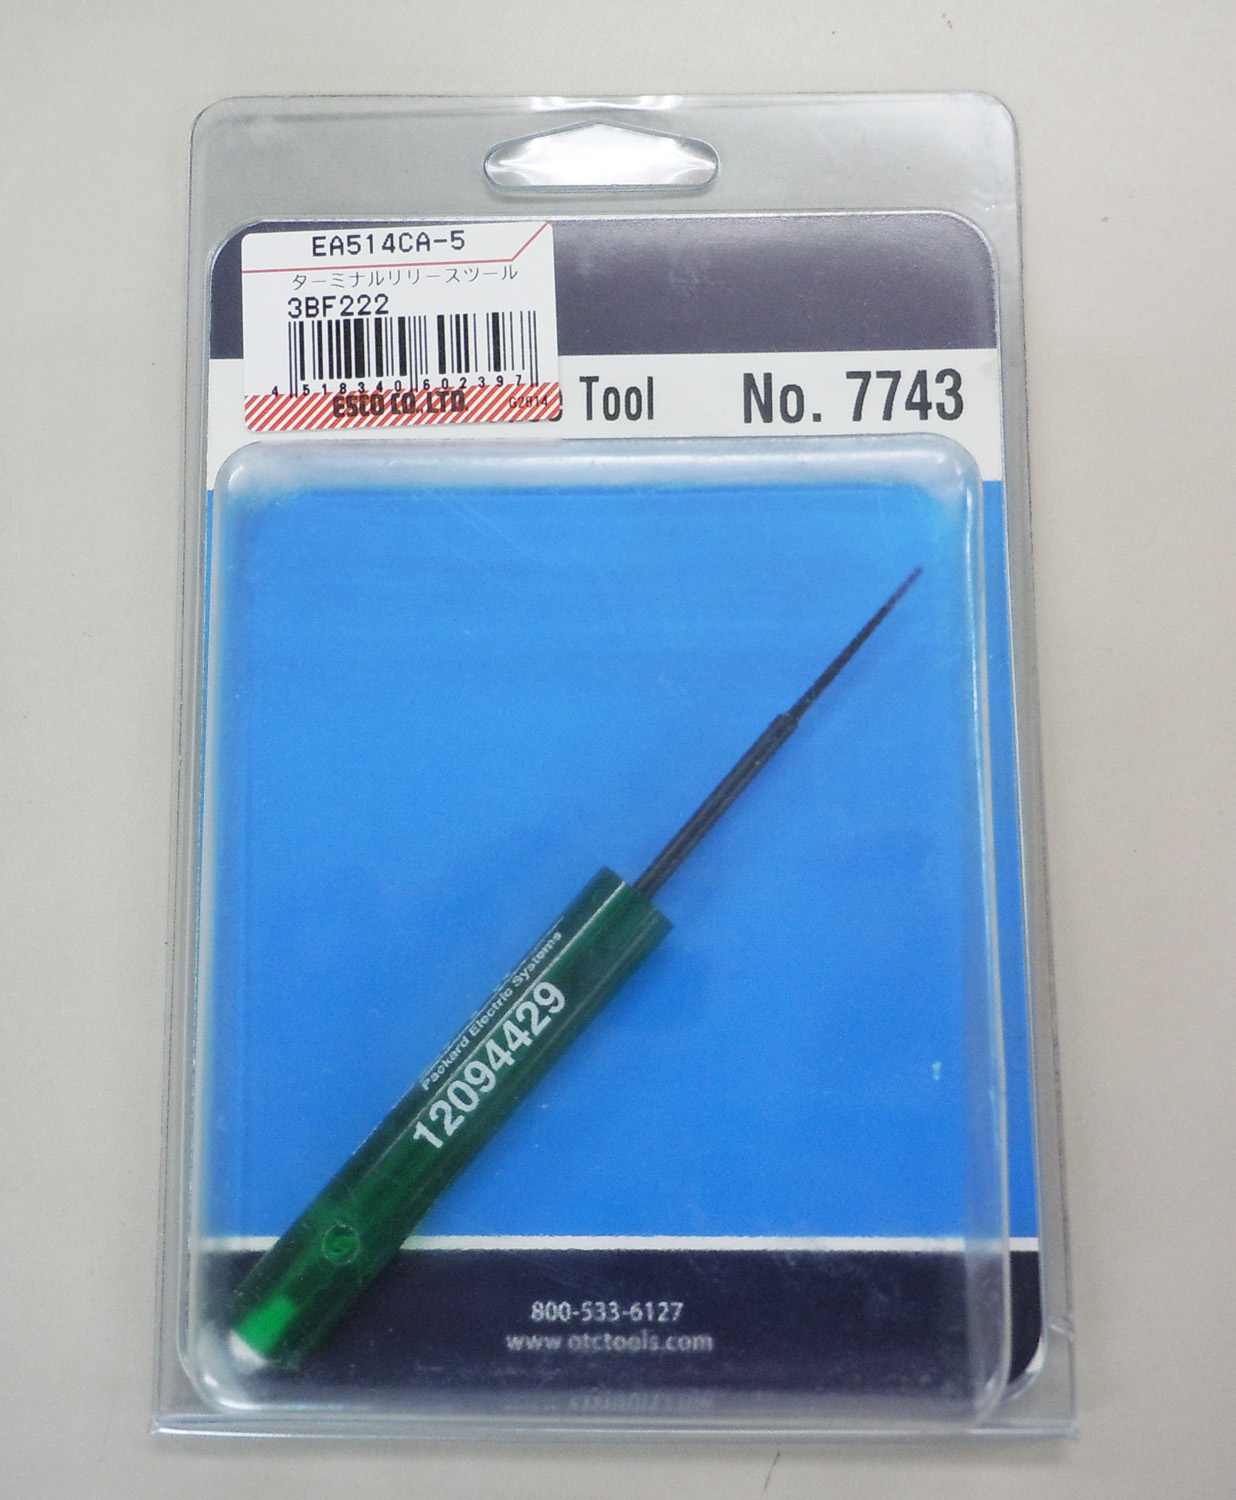 EA514CA-5
ターミナルリリースツール
3BF222
4 518340 602397
ESCO CO.,LTD. G2814
Tool No. 7743
Packard Electric Systems
12094429
800-533-6127
www.otctools.com